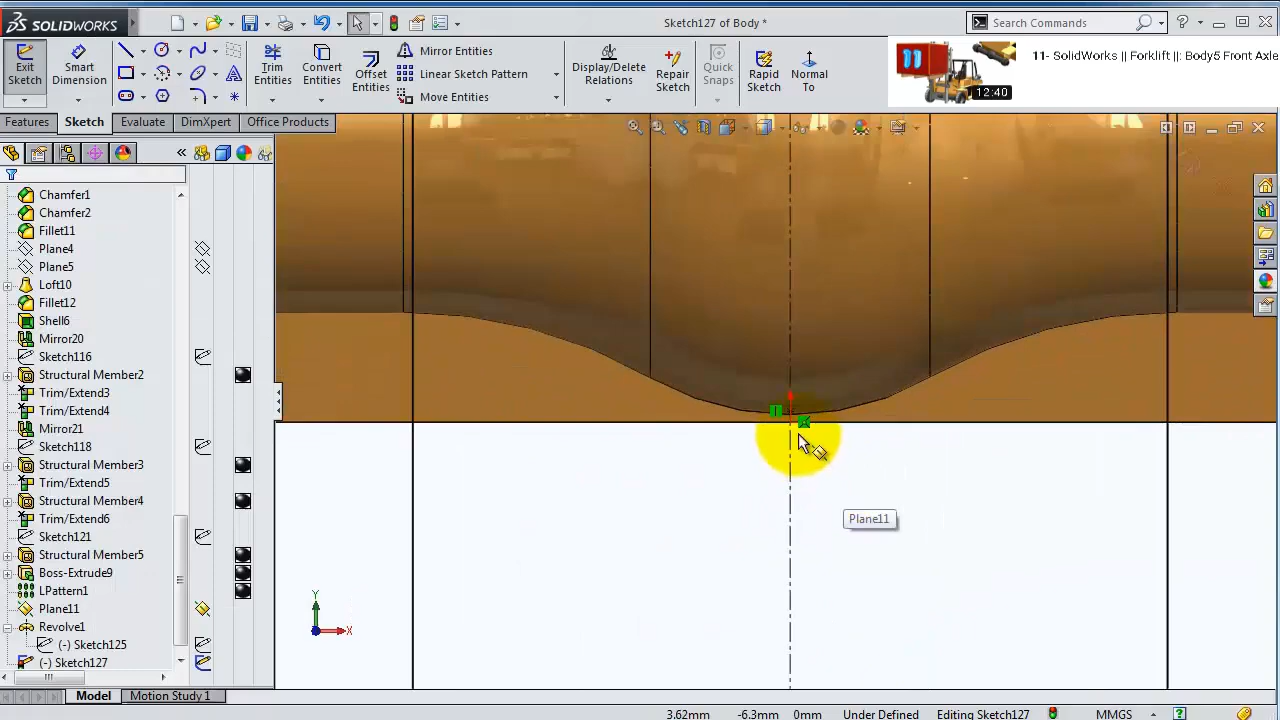 SOLIDWORKS
Sketch127 of Body *
Search Commands
Exit Sketch
Smart Dimension
Trim Entities
Convert Entities
Offset Entities
Mirror Entities
Linear Sketch Pattern
Move Entities
Display/Delete Relations
Repair Sketch
Quick Snaps
Rapid Sketch
Normal To
11
12:40
11- SolidWorks || Forklift || Body5 Front Axle
Features
Sketch
Evaluate
DimXpert
Office Products
Chamfer1
Chamfer2
Fillet11
Plane4
Plane5
Loft10
Fillet12
Shell6
Mirror20
Sketch116
Structural Member2
Trim/Extend3
Trim/Extend4
Mirror21
Sketch118
Structural Member3
Trim/Extend5
Structural Member4
Trim/Extend6
Sketch121
Structural Member5
Boss-Extrude9
LPattern1
Plane11
Revolve1
(-) Sketch125
(-) Sketch127
Plane11
Y
X
Model
Motion Study 1
3.62mm
-6.3mm
0mm
Under Defined
Editing Sketch127
MMGS